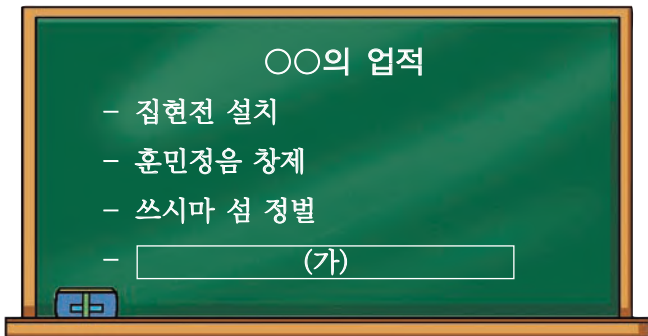 ○○의 업적
- 집현전 설치
- 훈민정음 창제
- 쓰시마 섬 정벌
- (가)